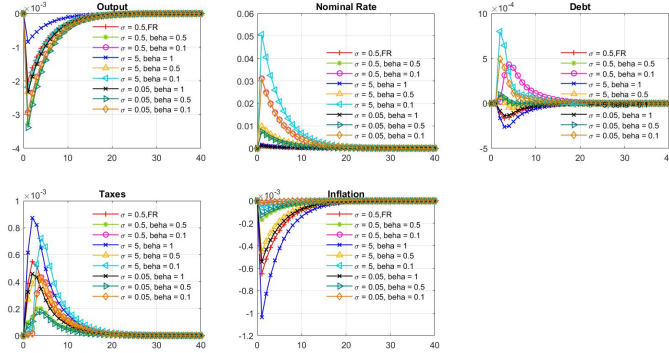 Output
×10⁻³
0
-1
-2
-3
-4
0 10 20 30 40
σ = 0.5,FR
σ = 0.5, beha = 0.5
σ = 0.5, beha = 0.1
σ = 5, beha = 1
σ = 5, beha = 0.5
σ = 5, beha = 0.1
σ = 0.05, beha = 1
σ = 0.05, beha = 0.5
σ = 0.05, beha = 0.1
Nominal Rate
0.06
0.05
0.04
0.03
0.02
0.01
0
0 10 20 30 40
σ = 0.5,FR
σ = 0.5, beha = 0.5
σ = 0.5, beha = 0.1
σ = 5, beha = 1
σ = 5, beha = 0.5
σ = 5, beha = 0.1
σ = 0.05, beha = 1
σ = 0.05, beha = 0.5
σ = 0.05, beha = 0.1
Debt
×10⁻⁴
10
5
0
-5
0 10 20 30 40
σ = 0.5,FR
σ = 0.5, beha = 0.5
σ = 0.5, beha = 0.1
σ = 5, beha = 1
σ = 5, beha = 0.5
σ = 0.05, beha = 1
σ = 0.05, beha = 0.5
σ = 0.05, beha = 0.1
Taxes
×10⁻³
1
0.8
0.6
0.4
0.2
0
0 10 20 30 40
σ = 0.5,FR
σ = 0.5, beha = 0.5
σ = 0.5, beha = 0.1
σ = 5, beha = 1
σ = 5, beha = 0.5
σ = 5, beha = 0.1
σ = 0.05, beha = 1
σ = 0.05, beha = 0.5
σ = 0.05, beha = 0.1
Inflation
×10⁻³
0
-0.2
-0.4
-0.6
-0.8
-1
-1.2
0 10 20 30 40
σ = 0.5,FR
σ = 0.5, beha = 0.5
σ = 0.5, beha = 0.1
σ = 5, beha = 1
σ = 5, beha = 0.5
σ = 5, beha = 0.1
σ = 0.05, beha = 1
σ = 0.05, beha = 0.5
σ = 0.05, beha = 0.1